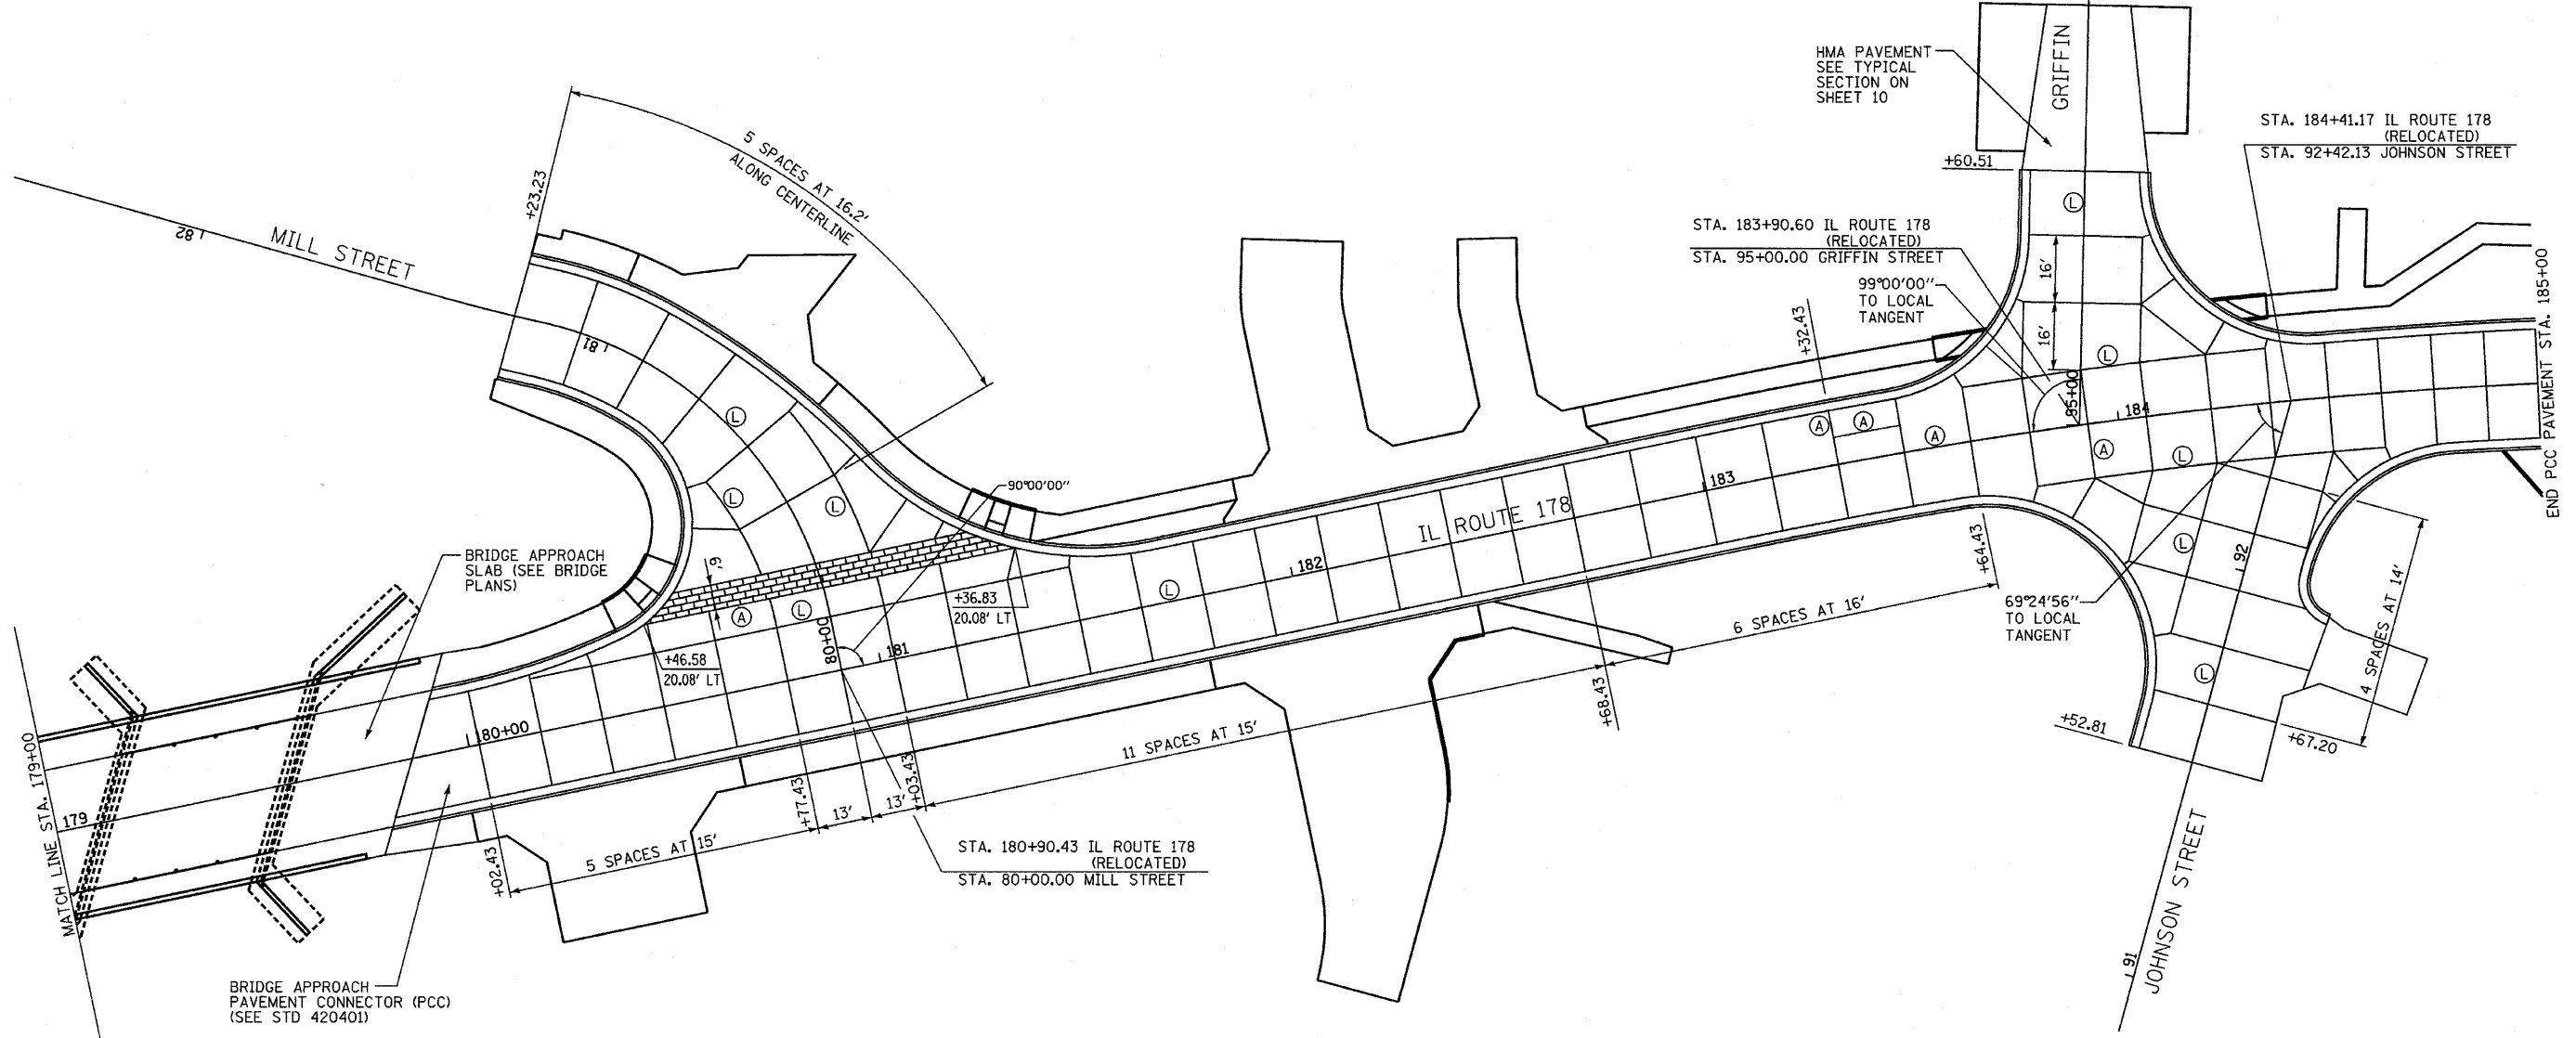 HMA PAVEMENT
SEE TYPICAL
SECTION ON
SHEET 10
GRIFFIN
STA. 184+41.17 IL ROUTE 178
(RELOCATED)
STA. 92+42.13 JOHNSON STREET
+60.51
L
STA. 183+90.60 IL ROUTE 178
(RELOCATED)
STA. 95+00.00 GRIFFIN STREET
99°00'00"
TO LOCAL
TANGENT
16'
16'
L
95+00
184
+32.43
A
A
A
A
L
END PCC PAVEMENT STA. 185+00
5 SPACES AT 16.2'
ALONG CENTERLINE
+23.23
82
MILL STREET
81
L
L
L
90°00'00"
BRIDGE APPROACH
SLAB (SEE BRIDGE
PLANS)
6'
A
L
80+00
+36.83
20.08' LT
+46.58
20.08' LT
181
L
182
IL ROUTE 178
183
+64.43
6 SPACES AT 16'
+68.43
69°24'56"
TO LOCAL
TANGENT
L
92
4 SPACES AT 14'
L
+52.81
+67.20
MATCH LINE STA. 179+00
179
180+00
+02.43
5 SPACES AT 15'
+77.43
13'
13'
+03.43
11 SPACES AT 15'
STA. 180+90.43 IL ROUTE 178
(RELOCATED)
STA. 80+00.00 MILL STREET
BRIDGE APPROACH
PAVEMENT CONNECTOR (PCC)
(SEE STD 420401)
91
JOHNSON STREET